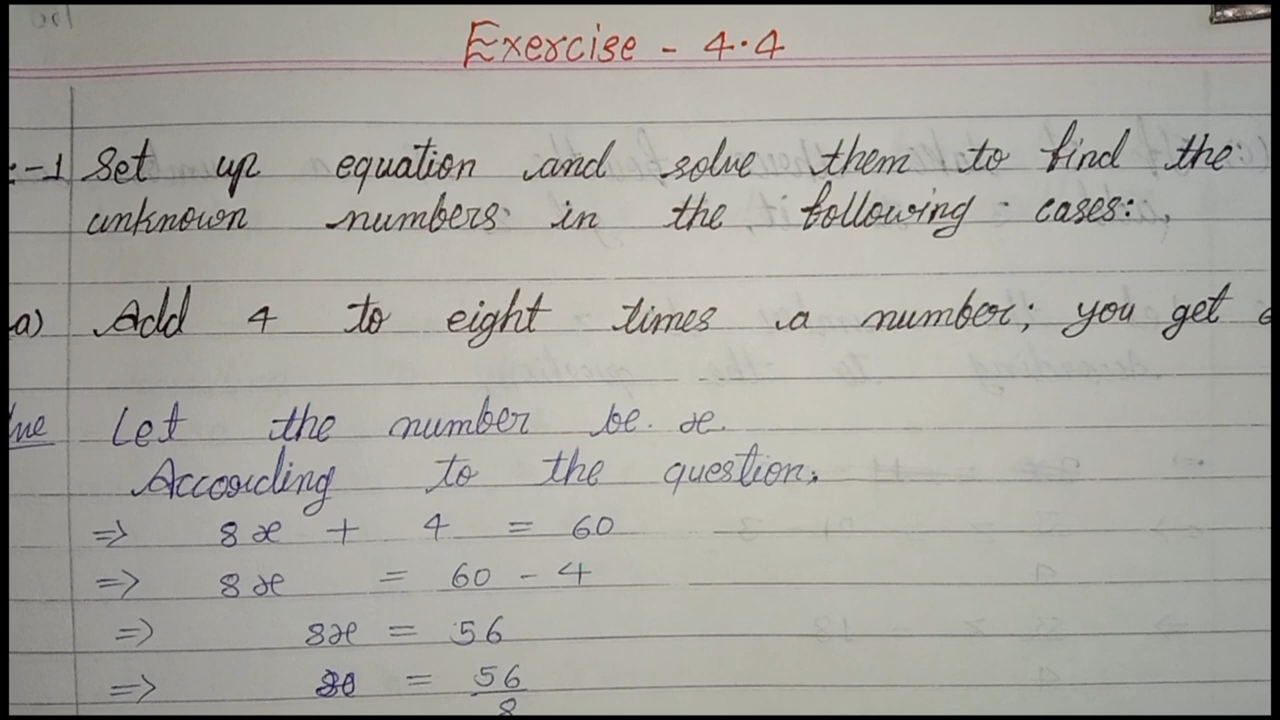 Exercise - 4.4
:-1 Set up equation and solve them to find the
unknown numbers in the following cases:
a) Add 4 to eight times a number; you get
Let the number be x.
According to the question,
=> 8x + 4 = 60
=> 8x = 60 - 4
=> 8x = 56
=> = 56/8